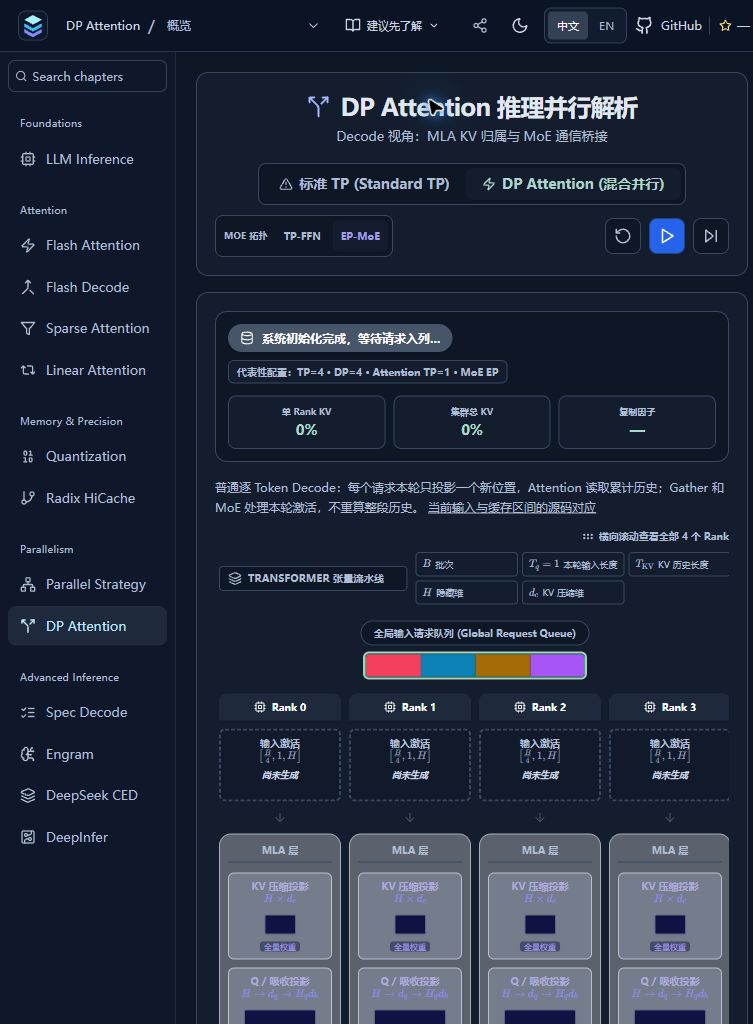 DP Attention / 概览
建议先了解
中文 EN
GitHub
Search chapters
Foundations
LLM Inference
Attention
Flash Attention
Flash Decode
Sparse Attention
Linear Attention
Memory & Precision
Quantization
Radix HiCache
Parallelism
Parallel Strategy
DP Attention
Advanced Inference
Spec Decode
Engram
DeepSeek CED
DeepInfer
DP Attention 推理并行解析
Decode 视角：MLA KV 归属与 MoE 通信桥接
标准 TP (Standard TP) DP Attention (混合并行)
MOE 拓扑 TP-FFN EP-MoE
系统初始化完成，等待请求入列...
代表性配置：TP=4 • DP=4 • Attention TP=1 • MoE EP
单 Rank KV 集群总 KV 复制因子
0% 0% —
普通逐 Token Decode：每个请求本轮只投影一个新位置，Attention 读取累计历史；Gather 和
MoE 处理本轮激活，不重算整段历史。 当前输入与缓存区间的源码对应
横向滚动查看全部 4 个 Rank
TRANSFORMER 张量流水线
B 批次 T_q = 1 本轮输入长度 T_KV KV 历史长度
H 隐藏维 d_c KV 压缩维
全局输入请求队列 (Global Request Queue)
Rank 0 Rank 1 Rank 2 Rank 3
输入激活 输入激活 输入激活 输入激活
[B/4, 1, H] [B/4, 1, H] [B/4, 1, H] [B/4, 1, H]
尚未生成 尚未生成 尚未生成 尚未生成
MLA 层 MLA 层 MLA 层 MLA 层
KV 压缩投影 KV 压缩投影 KV 压缩投影 KV 压缩投影
H × d_c H × d_c H × d_c H × d_c
全量权重 全量权重 全量权重 全量权重
Q / 吸收投影 Q / 吸收投影 Q / 吸收投影 Q / 吸收投影
H → d_q → H_q d_h H → d_q → H_q d_h H → d_q → H_q d_h H → d_q → H_q d_h